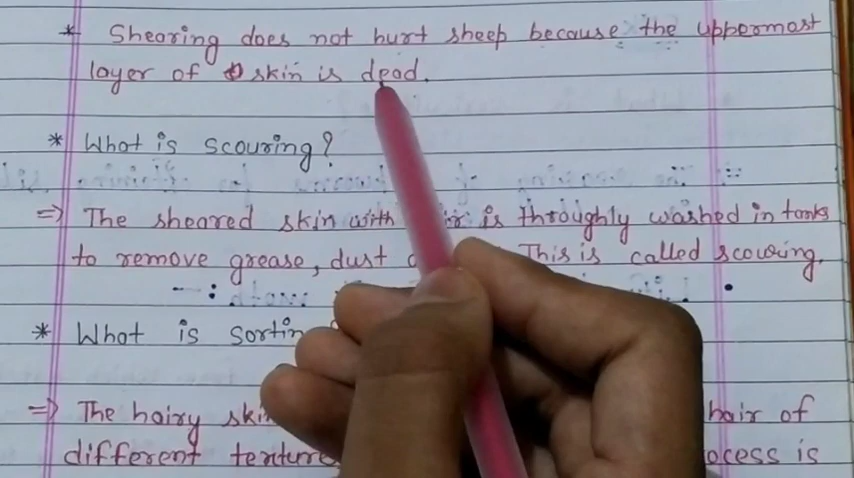 * Shearing does not hurt sheep because the uppermost
layer of skin is dead.
* What is scouring?
⇒ The sheared skin with is throughly washed in tanks
to remove grease, dust This is called scouring.
* What is
⇒ The hairy hair of
different is